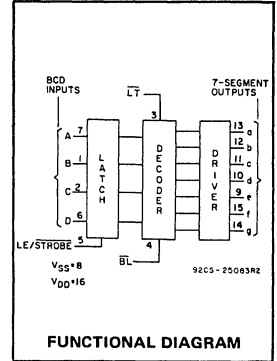 BCD INPUTS
7-SEGMENT OUTPUTS
LT
3
A 7
B 1
C 2
D 6
LATCH
DECODER
DRIVER
13 a
12 b
11 c
10 d
9 e
15 f
14 g
LE/STROBE
5
BL
4
VSS=8
VDD=16
92CS-25083R2
FUNCTIONAL DIAGRAM